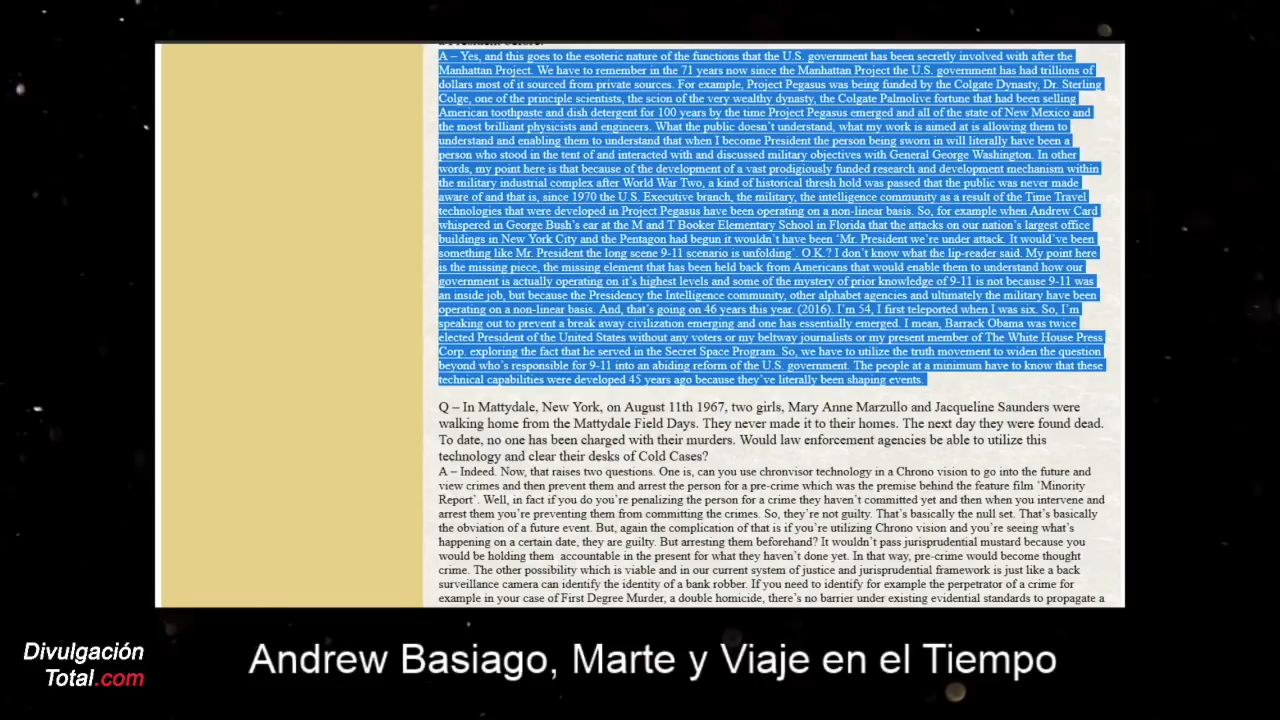 A – Yes, and this goes to the esoteric nature of the functions that the U.S. government has been secretly involved with after the
Manhattan Project. We have to remember in the 71 years now since the Manhattan Project the U.S. government has had trillions of
dollars most of it sourced from private sources. For example, Project Pegasus was being funded by the Colgate Dynasty, Dr. Sterling
Colge, one of the principle scientists, the scion of the very wealthy dynasty, the Colgate Palmolive fortune that had been selling
American toothpaste and dish detergent for 100 years by the time Project Pegasus emerged and all of the state of New Mexico and
the most brilliant physicists and engineers. What the public doesn't understand, what my work is aimed at is allowing them to
understand and enabling them to understand that when I become President the person being sworn in will literally have been a
person who stood in the tent of and interacted with and discussed military objectives with General George Washington. In other
words, my point here is that because of the development of a vast prodigiously funded research and development mechanism within
the military industrial complex after World War Two, a kind of historical thresh hold was passed that the public was never made
aware of and that is, since 1970 the U.S. Executive branch, the military, the intelligence community as a result of the Time Travel
technologies that were developed in Project Pegasus have been operating on a non-linear basis. So, for example when Andrew Card
whispered in George Bush's ear at the M and T Booker Elementary School in Florida that the attacks on our nation's largest office
buildings in New York City and the Pentagon had begun it wouldn't have been 'Mr. President we're under attack. It would've been
something like Mr. President the long scene 9-11 scenario is unfolding'. O.K.? I don't know what the lip-reader said. My point here
is the missing piece, the missing element that has been held back from Americans that would enable them to understand how our
government is actually operating on it's highest levels and some of the mystery of prior knowledge of 9-11 is not because 9-11 was
an inside job, but because the Presidency the Intelligence community, other alphabet agencies and ultimately the military have been
operating on a non-linear basis. And, that's going on 46 years this year. (2016). I'm 54, I first teleported when I was six. So, I'm
speaking out to prevent a break away civilization emerging and one has essentially emerged. I mean, Barrack Obama was twice
elected President of the United States without any voters or my beltway journalists or my present member of The White House Press
Corp. exploring the fact that he served in the Secret Space Program. So, we have to utilize the truth movement to widen the question
beyond who's responsible for 9-11 into an abiding reform of the U.S. government. The people at a minimum have to know that these
technical capabilities were developed 45 years ago because they've literally been shaping events.
Q – In Mattydale, New York, on August 11th 1967, two girls, Mary Anne Marzullo and Jacqueline Saunders were
walking home from the Mattydale Field Days. They never made it to their homes. The next day they were found dead.
To date, no one has been charged with their murders. Would law enforcement agencies be able to utilize this
technology and clear their desks of Cold Cases?
A – Indeed. Now, that raises two questions. One is, can you use chronvisor technology in a Chrono vision to go into the future and
view crimes and then prevent them and arrest the person for a pre-crime which was the premise behind the feature film 'Minority
Report'. Well, in fact if you do you're penalizing the person for a crime they haven't committed yet and then when you intervene and
arrest them you're preventing them from committing the crimes. So, they're not guilty. That's basically the null set. That's basically
the obviation of a future event. But, again the complication of that is if you're utilizing Chrono vision and you're seeing what's
happening on a certain date, they are guilty. But arresting them beforehand? It wouldn't pass jurisprudential mustard because you
would be holding them accountable in the present for what they haven't done yet. In that way, pre-crime would become thought
crime. The other possibility which is viable and in our current system of justice and jurisprudential framework is just like a back
surveillance camera can identify the identity of a bank robber. If you need to identify for example the perpetrator of a crime for
example in your case of First Degree Murder, a double homicide, there's no barrier under existing evidential standards to propagate a
Divulgación
Total.com
Andrew Basiago, Marte y Viaje en el Tiempo